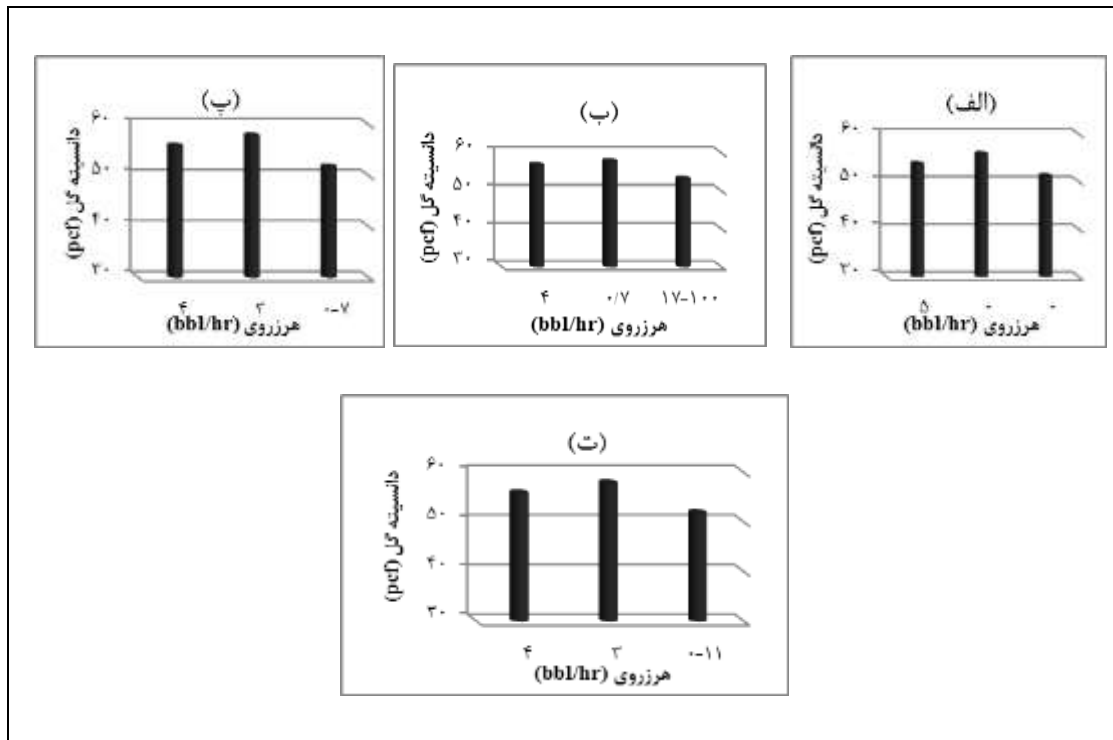 (الف)
دانسیته گل (pcf)
۶۰
۵۰
۴۰
۳۰
۵ ۰ ۰
هرزروی (bbl/hr)
(ب)
دانسیته گل (pcf)
۶۰
۵۰
۴۰
۳۰
۴ ۰/۷ ۱۷-۱۰۰
هرزروی (bbl/hr)
(پ)
دانسیته گل (pcf)
۶۰
۵۰
۴۰
۳۰
۴ ۳ ۰-۷
هرزروی (bbl/hr)
(ت)
دانسیته گل (pcf)
۶۰
۵۰
۴۰
۳۰
۴ ۳ ۰-۱۱
هرزروی (bbl/hr)